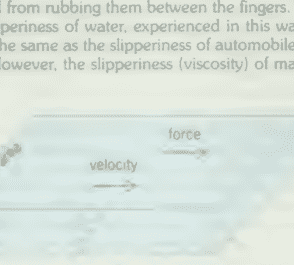 from rubbing them between the fingers.
periness of water, experienced in this wa
he same as the slipperiness of automobile
owever, the slipperiness (viscosity) of ma
force
velocity